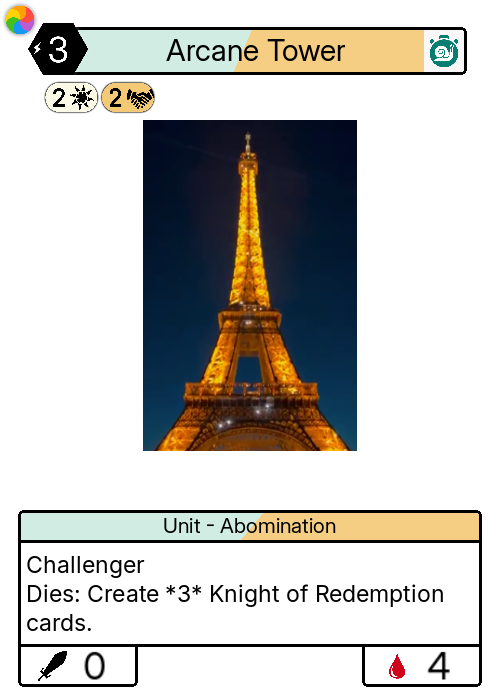 3 Arcane Tower
2 2
Unit - Abomination
Challenger
Dies: Create *3* Knight of Redemption
cards.
0 4